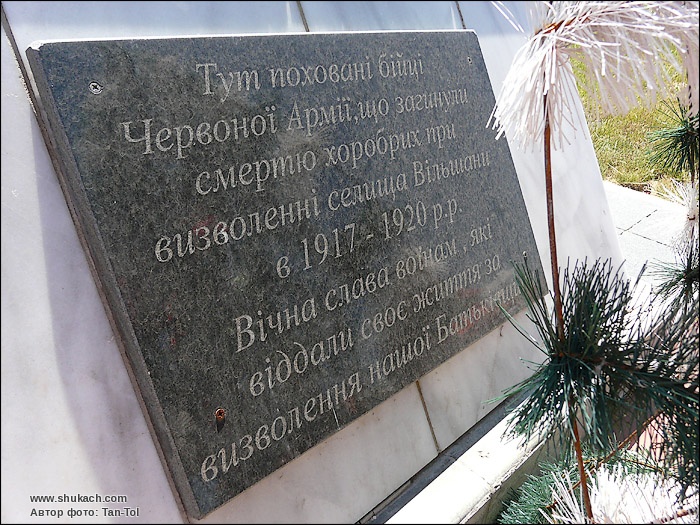 Тут поховані бійці
Червоної Армії,що загинули
смертю хоробрих при
визволенні селища Вільшани
в 1917 - 1920 р.р.
Вічна слава воїнам , які
віддали своє життя за
визволення нашої Батьківщини
www.shukach.com
Автор фото: Tan-Tol